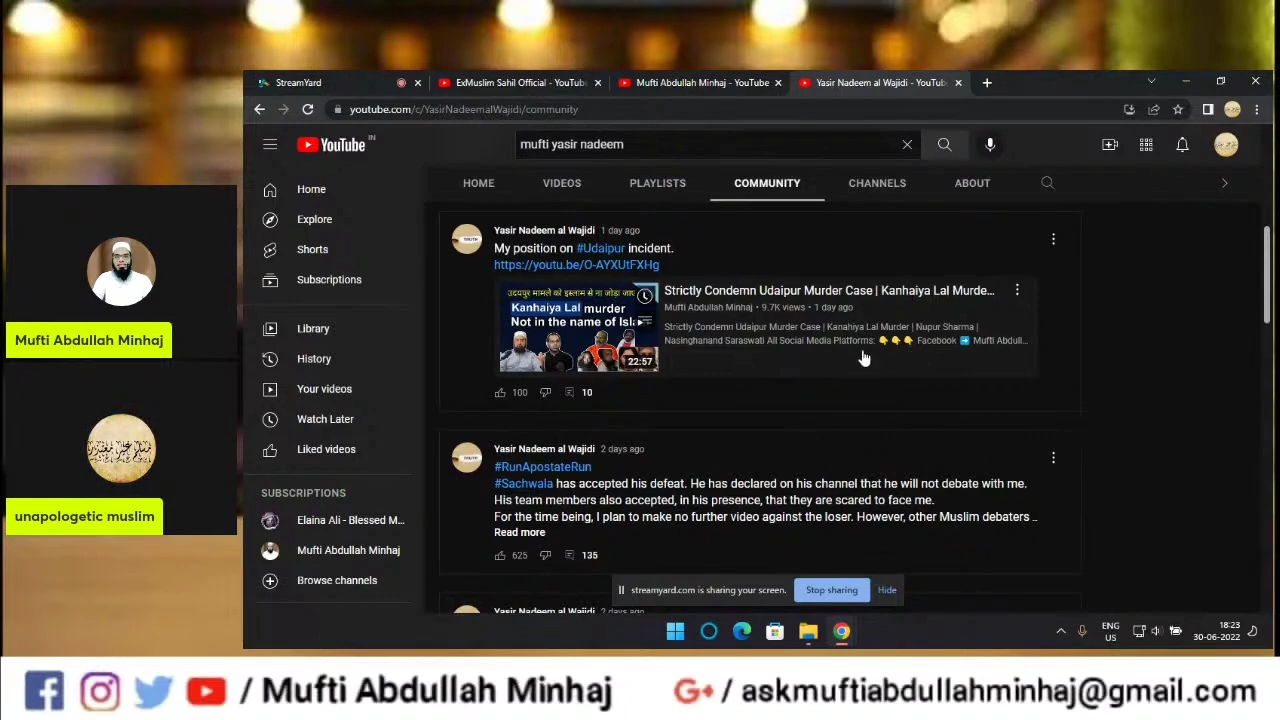 StreamYard
ExMuslim Sahil Official - YouTube
Mufti Abdullah Minhaj - YouTube
Yasir Nadeem al Wajidi - YouTub
youtube.com/c/YasirNadeemalWajidi/community
YouTube IN
mufti yasir nadeem
HOME VIDEOS PLAYLISTS COMMUNITY CHANNELS ABOUT
Home
Explore
Shorts
Subscriptions
Library
History
Your videos
Watch Later
Liked videos
SUBSCRIPTIONS
Elaina Ali - Blessed M...
Mufti Abdullah Minhaj
Browse channels
Yasir Nadeem al Wajidi 1 day ago
My position on #Udaipur incident.
https://youtu.be/O-AYXUtFXHg
उदयपुर मामले को इस्लाम से ना जोड़ा जाए
Kanhaiya Lal murder
Not in the name of Isl
22:57
Strictly Condemn Udaipur Murder Case | Kanhaiya Lal Murde...
Mufti Abdullah Minhaj • 9.7K views • 1 day ago
Strictly Condemn Udaipur Murder Case | Kanahiya Lal Murder | Nupur Sharma |
Nasinghanand Saraswati All Social Media Platforms: 👇 👇 👇 Facebook ➡ Mufti Abdull...
100 10
Yasir Nadeem al Wajidi 2 days ago
#RunApostateRun
#Sachwala has accepted his defeat. He has declared on his channel that he will not debate with me.
His team members also accepted, in his presence, that they are scared to face me.
For the time being, I plan to make no further video against the loser. However, other Muslim debaters ..
Read more
625 135
Yasir Nadeem al Wajidi 2 days ago
streamyard.com is sharing your screen. Stop sharing Hide
ENG
US
18:23
30-06-2022
Mufti Abdullah Minhaj
unapologetic muslim
/ Mufti Abdullah Minhaj
G+ / askmuftiabdullahminhaj@gmail.com